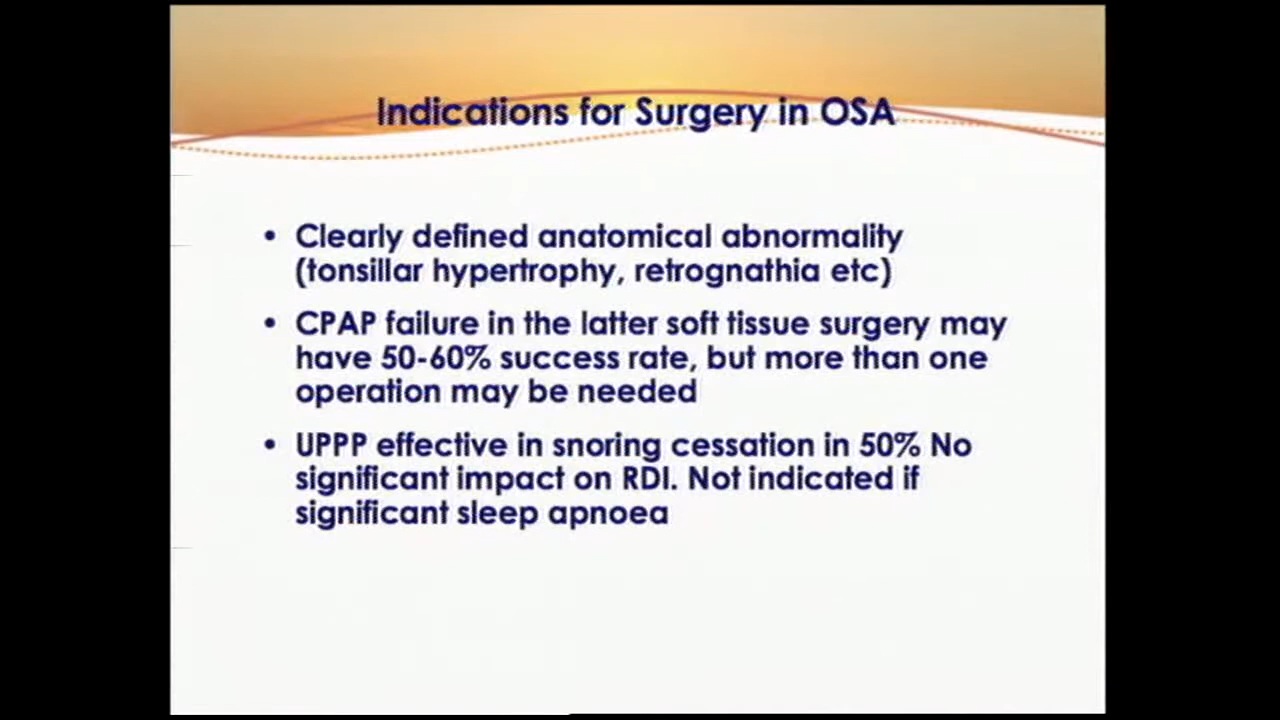 Indications for Surgery in OSA
• Clearly defined anatomical abnormality
(tonsillar hypertrophy, retrognathia etc)
• CPAP failure in the latter soft tissue surgery may
have 50-60% success rate, but more than one
operation may be needed
• UPPP effective in snoring cessation in 50% No
significant impact on RDI. Not indicated if
significant sleep apnoea